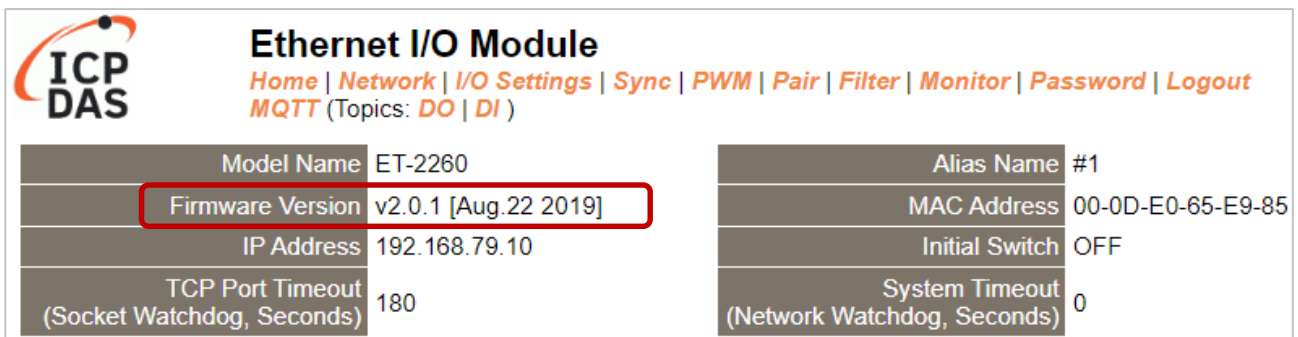 ICP
DAS
Ethernet I/O Module
Home | Network | I/O Settings | Sync | PWM | Pair | Filter | Monitor | Password | Logout
MQTT (Topics: DO | DI )
Model Name ET-2260 Alias Name #1
Firmware Version v2.0.1 [Aug.22 2019] MAC Address 00-0D-E0-65-E9-85
IP Address 192.168.79.10 Initial Switch OFF
TCP Port Timeout
(Socket Watchdog, Seconds) 180
System Timeout
(Network Watchdog, Seconds) 0